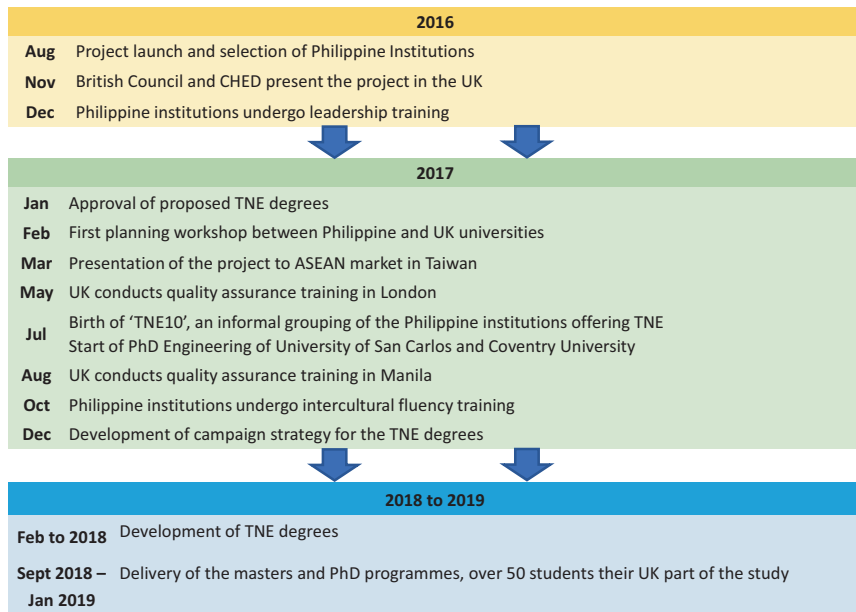 2016
Aug Project launch and selection of Philippine Institutions
Nov British Council and CHED present the project in the UK
Dec Philippine institutions undergo leadership training
2017
Jan Approval of proposed TNE degrees
Feb First planning workshop between Philippine and UK universities
Mar Presentation of the project to ASEAN market in Taiwan
May UK conducts quality assurance training in London
Jul Birth of ‘TNE10’, an informal grouping of the Philippine institutions offering TNE
Start of PhD Engineering of University of San Carlos and Coventry University
Aug UK conducts quality assurance training in Manila
Oct Philippine institutions undergo intercultural fluency training
Dec Development of campaign strategy for the TNE degrees
2018 to 2019
Feb to 2018 Development of TNE degrees
Sept 2018 – Delivery of the masters and PhD programmes, over 50 students their UK part of the study
Jan 2019